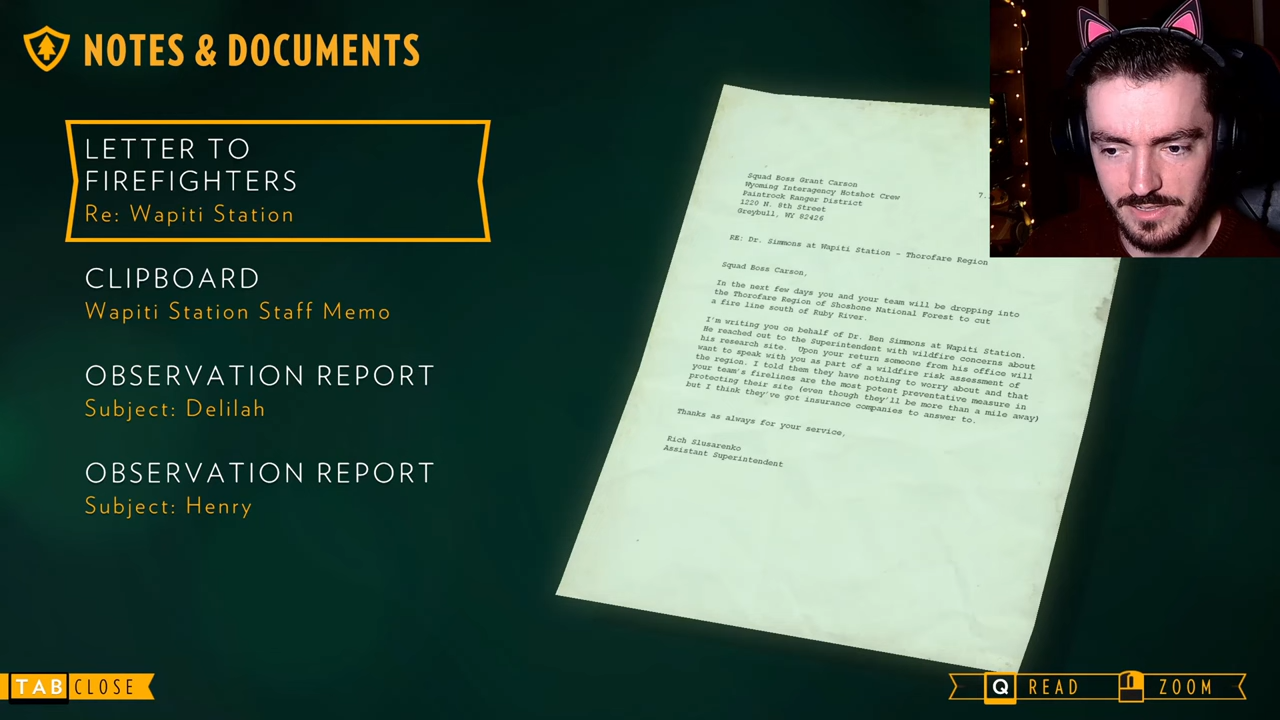 NOTES & DOCUMENTS
LETTER TO
FIREFIGHTERS
Re: Wapiti Station
CLIPBOARD
Wapiti Station Staff Memo
OBSERVATION REPORT
Subject: Delilah
OBSERVATION REPORT
Subject: Henry
Squad Boss Grant Carson
Wyoming Interagency Hotshot Crew
7.
Paintrock Ranger District
1220 N. 8th Street
Greybull, WY 82426
RE: Dr. Simmons at Wapiti Station - Thorofare Region
Squad Boss Carson,
In the next few days you and your team will be dropping into
the Thorofare Region of Shoshone National Forest to cut
a fire line south of Ruby River.
I'm writing you on behalf of Dr. Ben Simmons at Wapiti Station.
He reached out to the Superintendent with wildfire concerns about
his research site. Upon your return someone from his office will
want to speak with you as part of a wildfire risk assessment of
the region. I told them they have nothing to worry about and that
your team's firelines are the most potent preventative measure in
protecting their site (even though they'll be more than a mile away)
but I think they've got insurance companies to answer to.
Thanks as always for your service,
Rich Slusarenko
Assistant Superintendent
TAB CLOSE
Q READ ZOOM